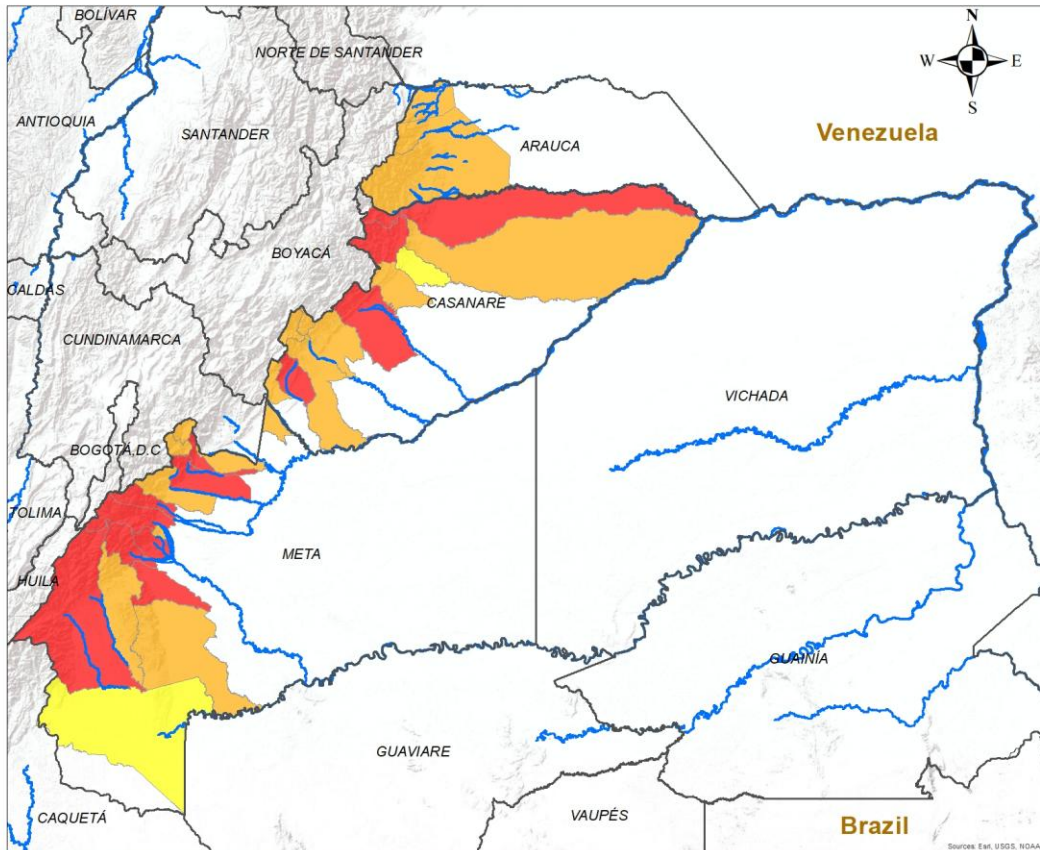 BOLÍVAR
N
NORTE DE SANTANDER
W
E
S
ANTIOQUIA
SANTANDER
ARAUCA
Venezuela
BOYACÁ
CALDAS
CASANARE
CUNDINAMARCA
VICHADA
BOGOTÁ,D.C
TOLIMA
META
HUILA
GUAINÍA
GUAVIARE
CAQUETÁ
VAUPÉS
Brazil
Sources: Esri, USGS, NOAA